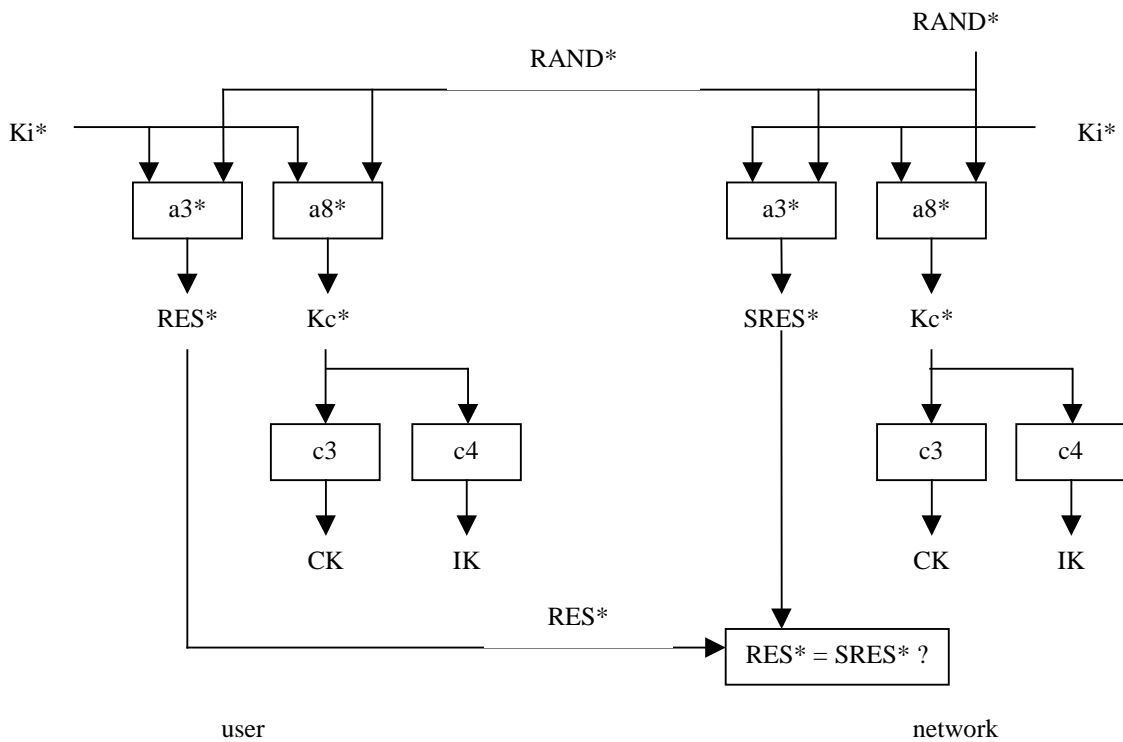 RAND*
RAND*
Ki*
Ki*
a3*
a8*
a3*
a8*
RES*
Kc*
SRES*
Kc*
c3
c4
c3
c4
CK
IK
CK
IK
RES*
RES* = SRES* ?
user
network